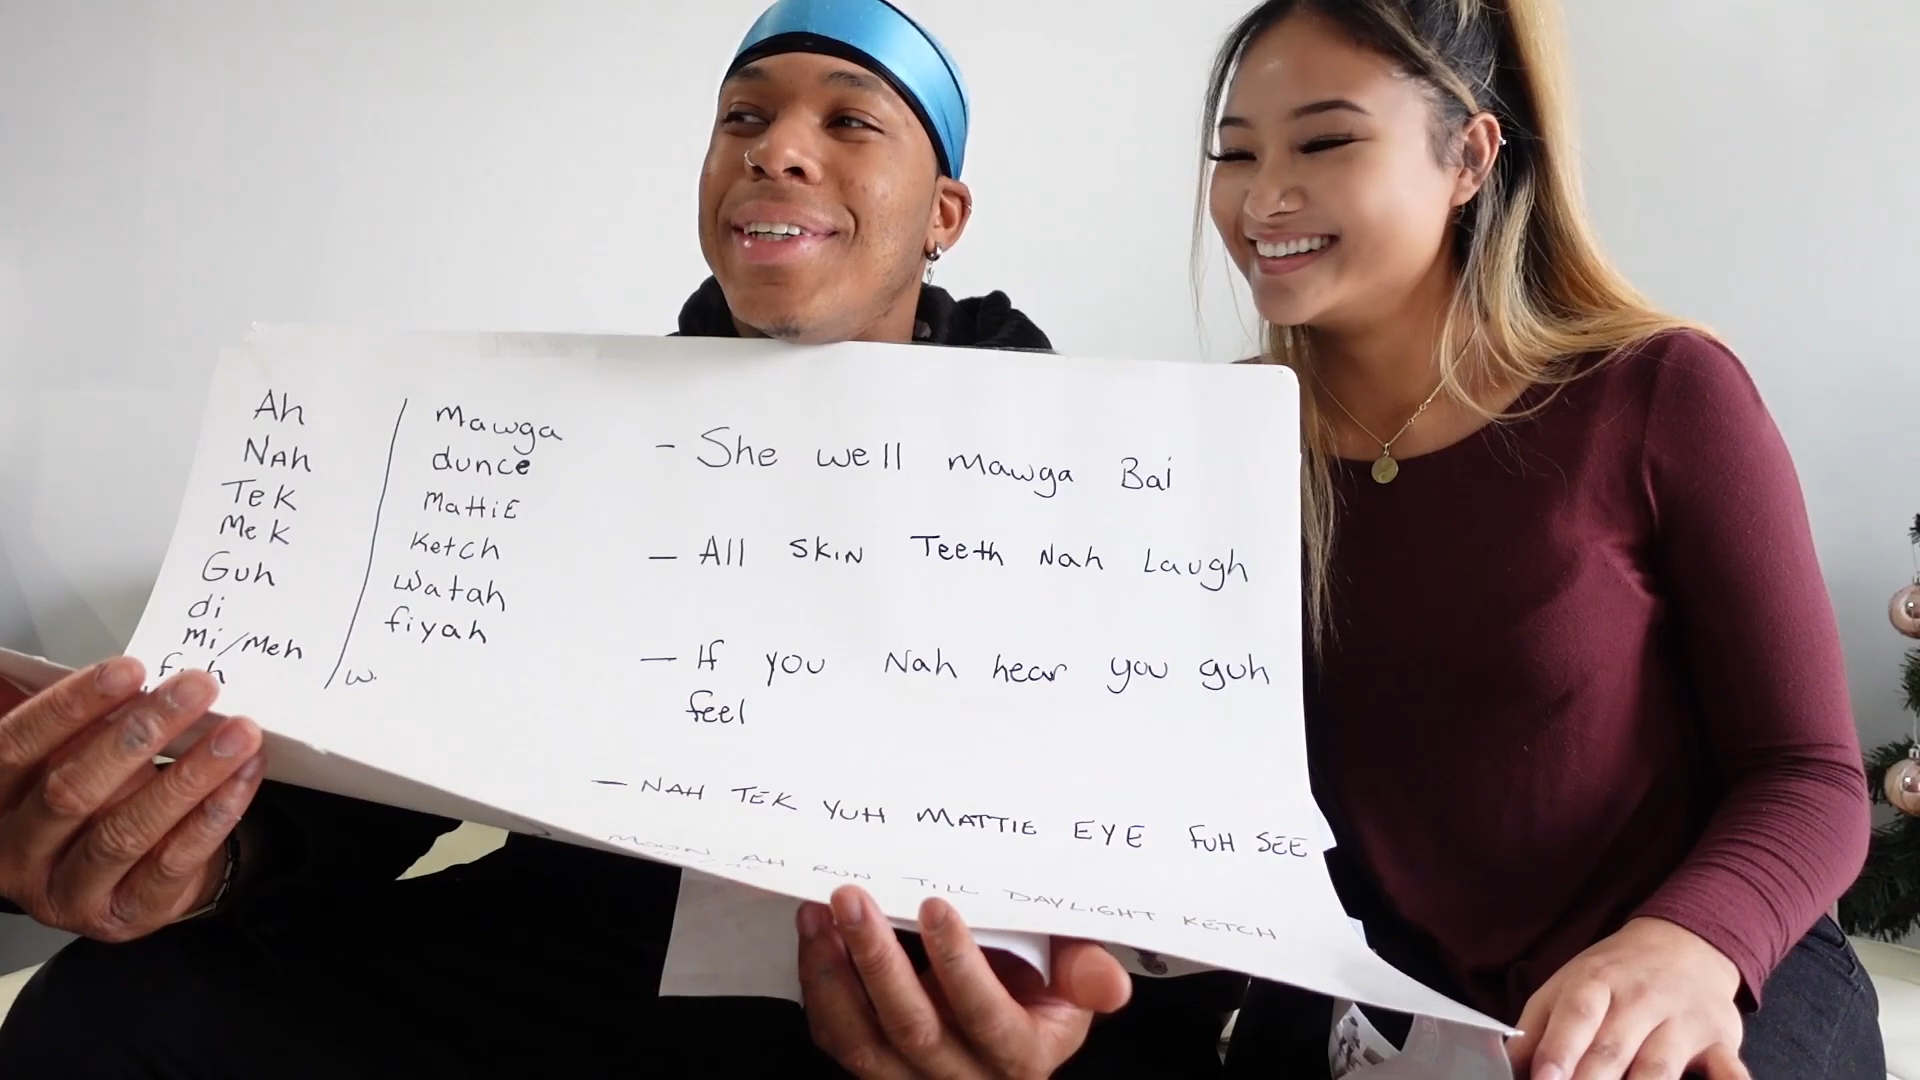 Ah
NAh
TeK
MeK
Guh
di
Mi/Meh
fuh
Mawga
dunce
MattiE
Ketch
watah
fiyah
w
- She well mawga Bai
- All SKiN Teeth Nah Laugh
- If you Nah hear you guh
feel
- NAH TEK YUH MATTIE EYE FUH SEE
MOON AH RUN TILL DAYLIGHT KETCH